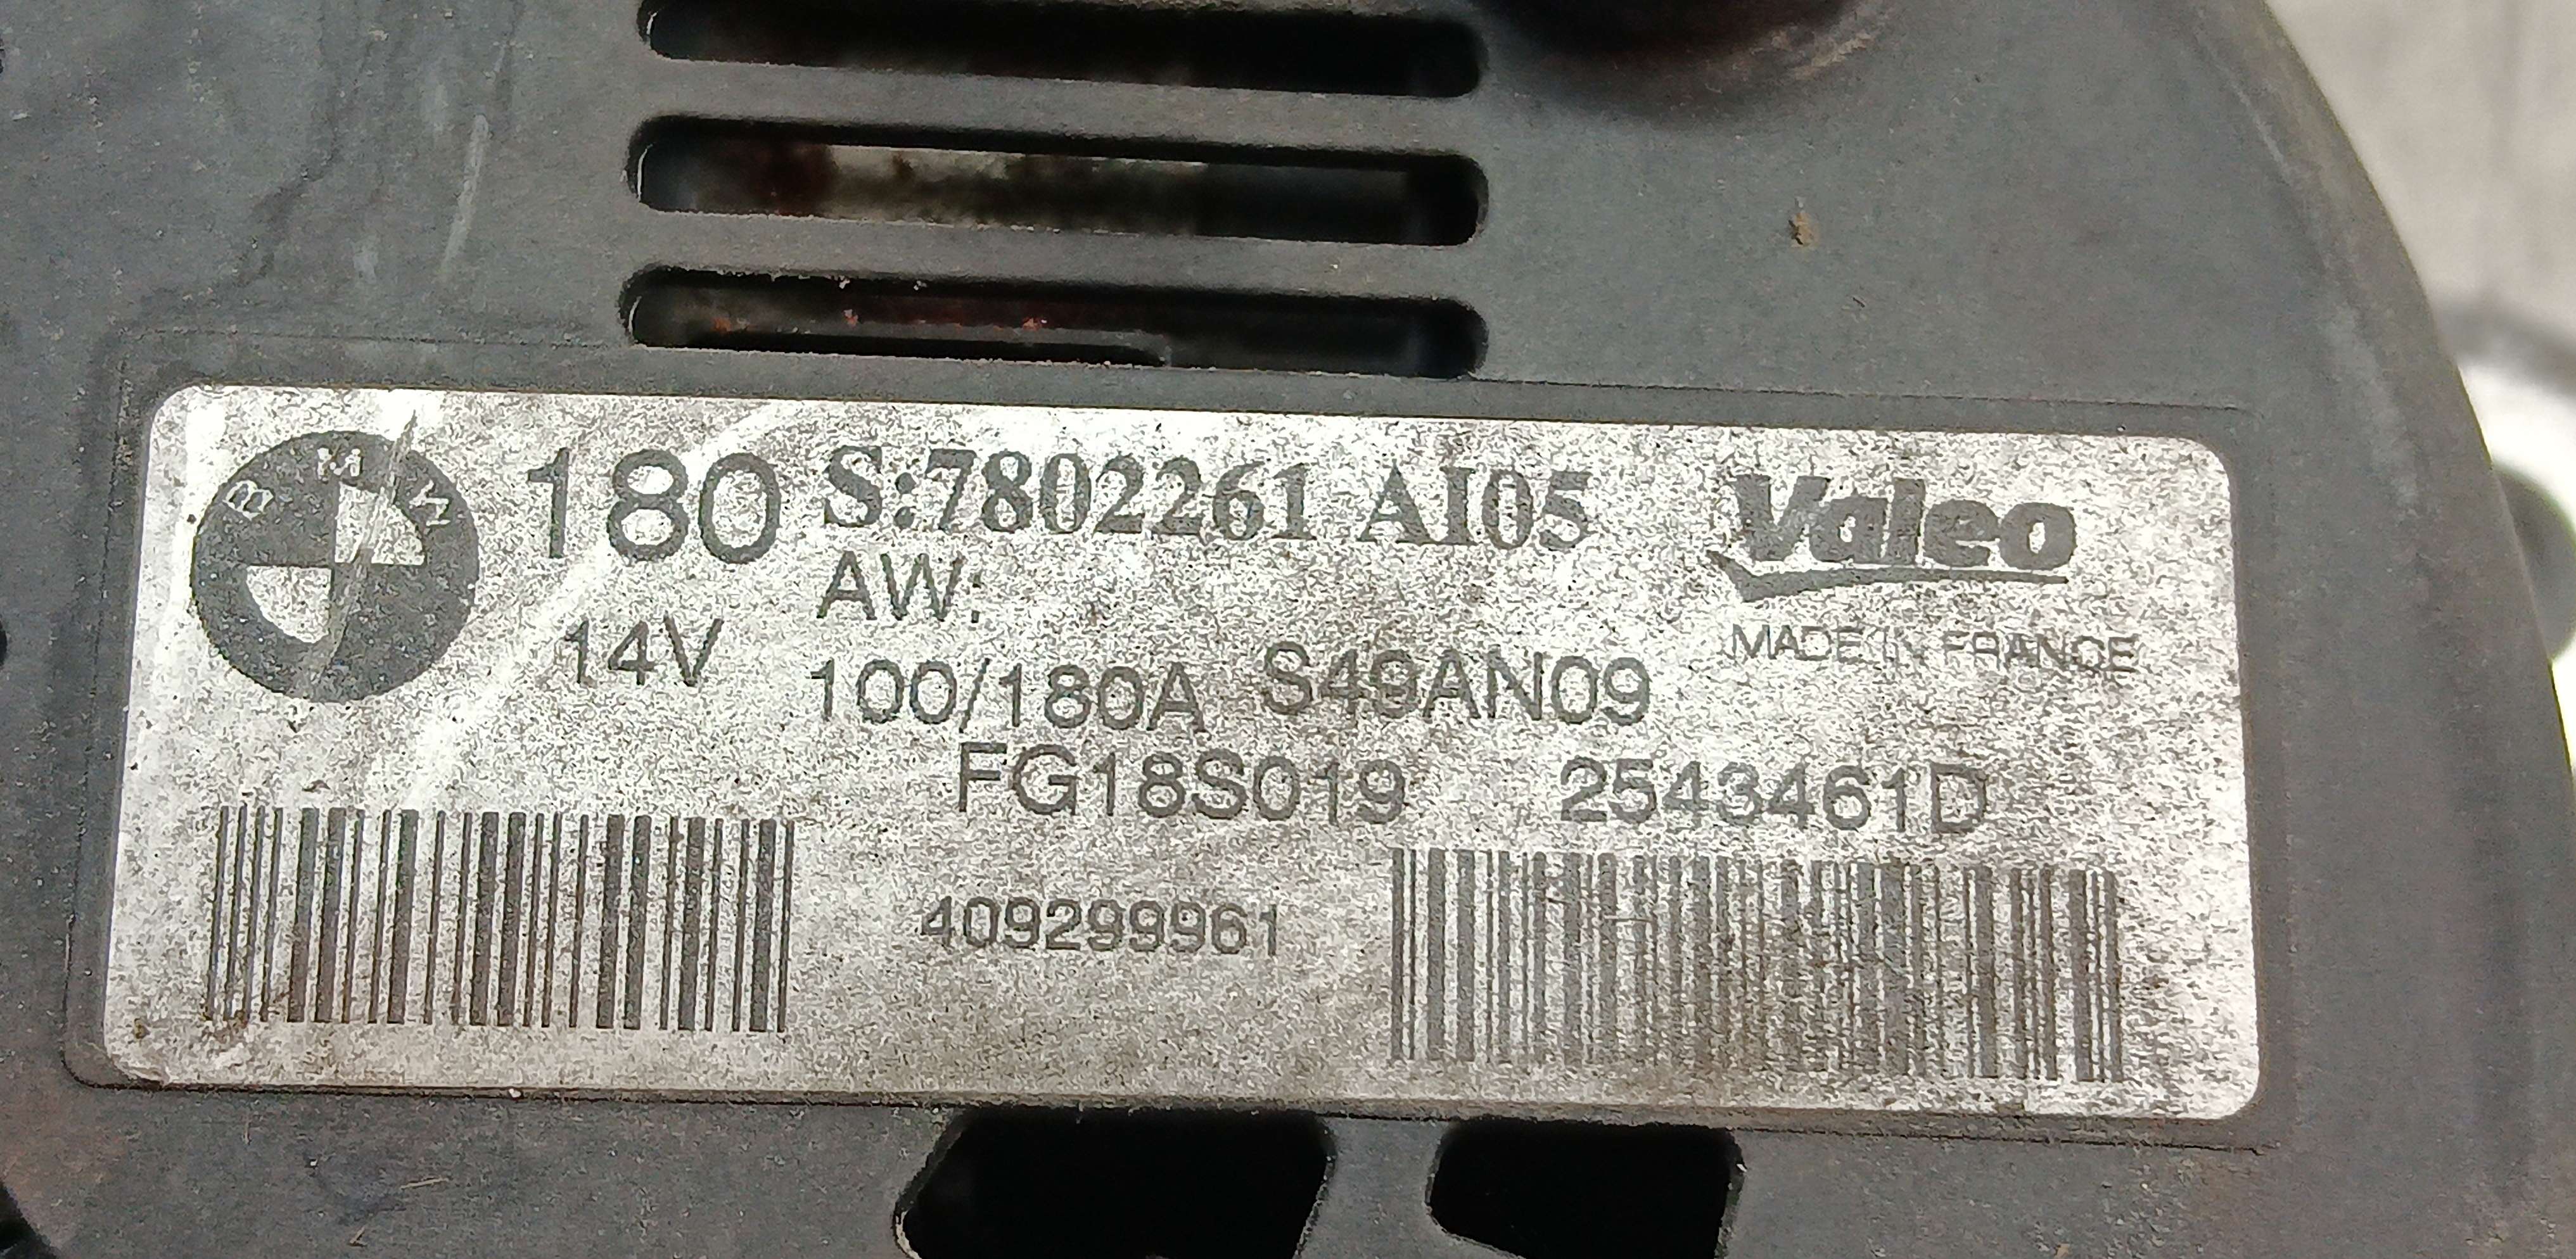 BMW
180 S:7802261 AI05
Valeo
AW:
14V
MADE IN FRANCE
100/180A S49AN09
FG18S019 2543461D
409299961